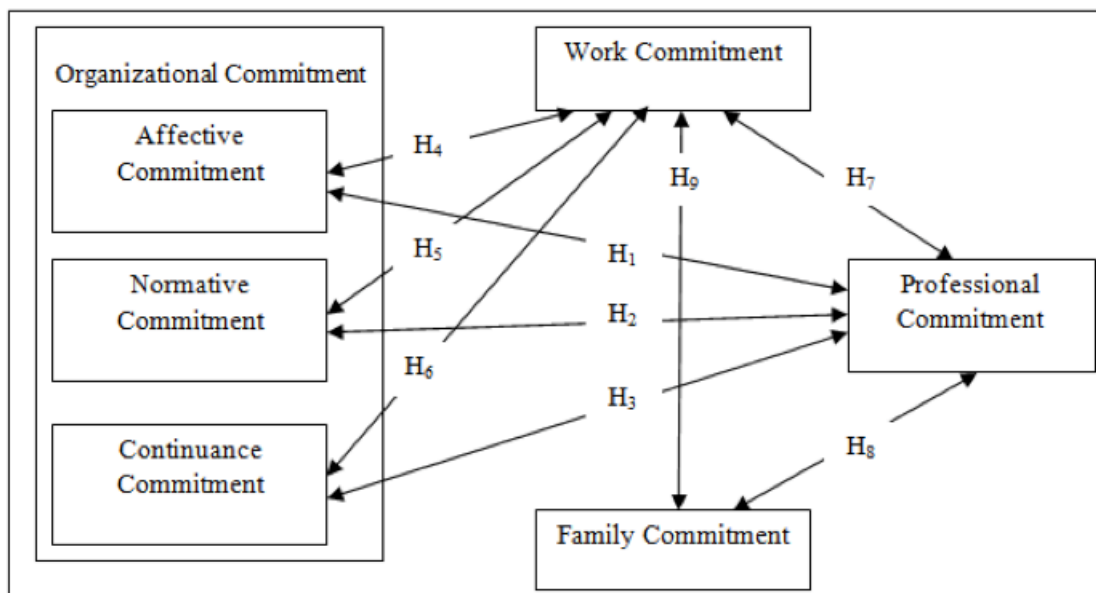 Organizational Commitment
Affective
Commitment
Normative
Commitment
Continuance
Commitment
Work Commitment
H₄
H₉
H₇
H₅
H₁
H₂
H₆
H₃
H₈
Professional
Commitment
Family Commitment